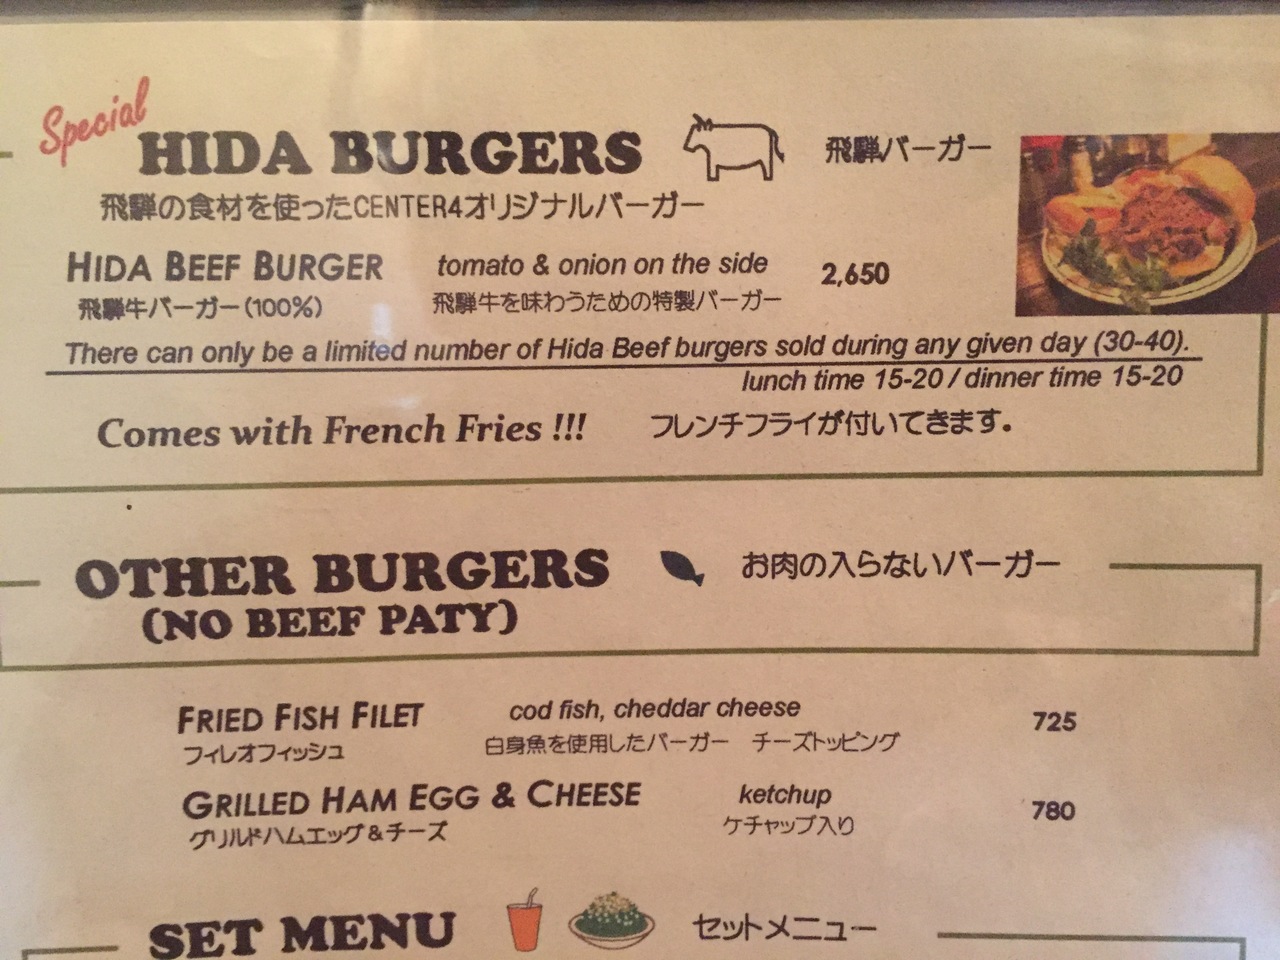 Special
HIDA BURGERS 飛騨バーガー
飛騨の食材を使ったCENTER4オリジナルバーガー
HIDA BEEF BURGER tomato & onion on the side 2,650
飛騨牛バーガー(100%) 飛騨牛を味わうための特製バーガー
There can only be a limited number of Hida Beef burgers sold during any given day (30-40).
lunch time 15-20 / dinner time 15-20
Comes with French Fries !!! フレンチフライが付いてきます。
OTHER BURGERS お肉の入らないバーガー
(NO BEEF PATY)
FRIED FISH FILET cod fish, cheddar cheese 725
フィレオフィッシュ 白身魚を使用したバーガー チーズトッピング
GRILLED HAM EGG & CHEESE ketchup 780
グリルドハムエッグ&チーズ ケチャップ入り
SET MENU セットメニュー